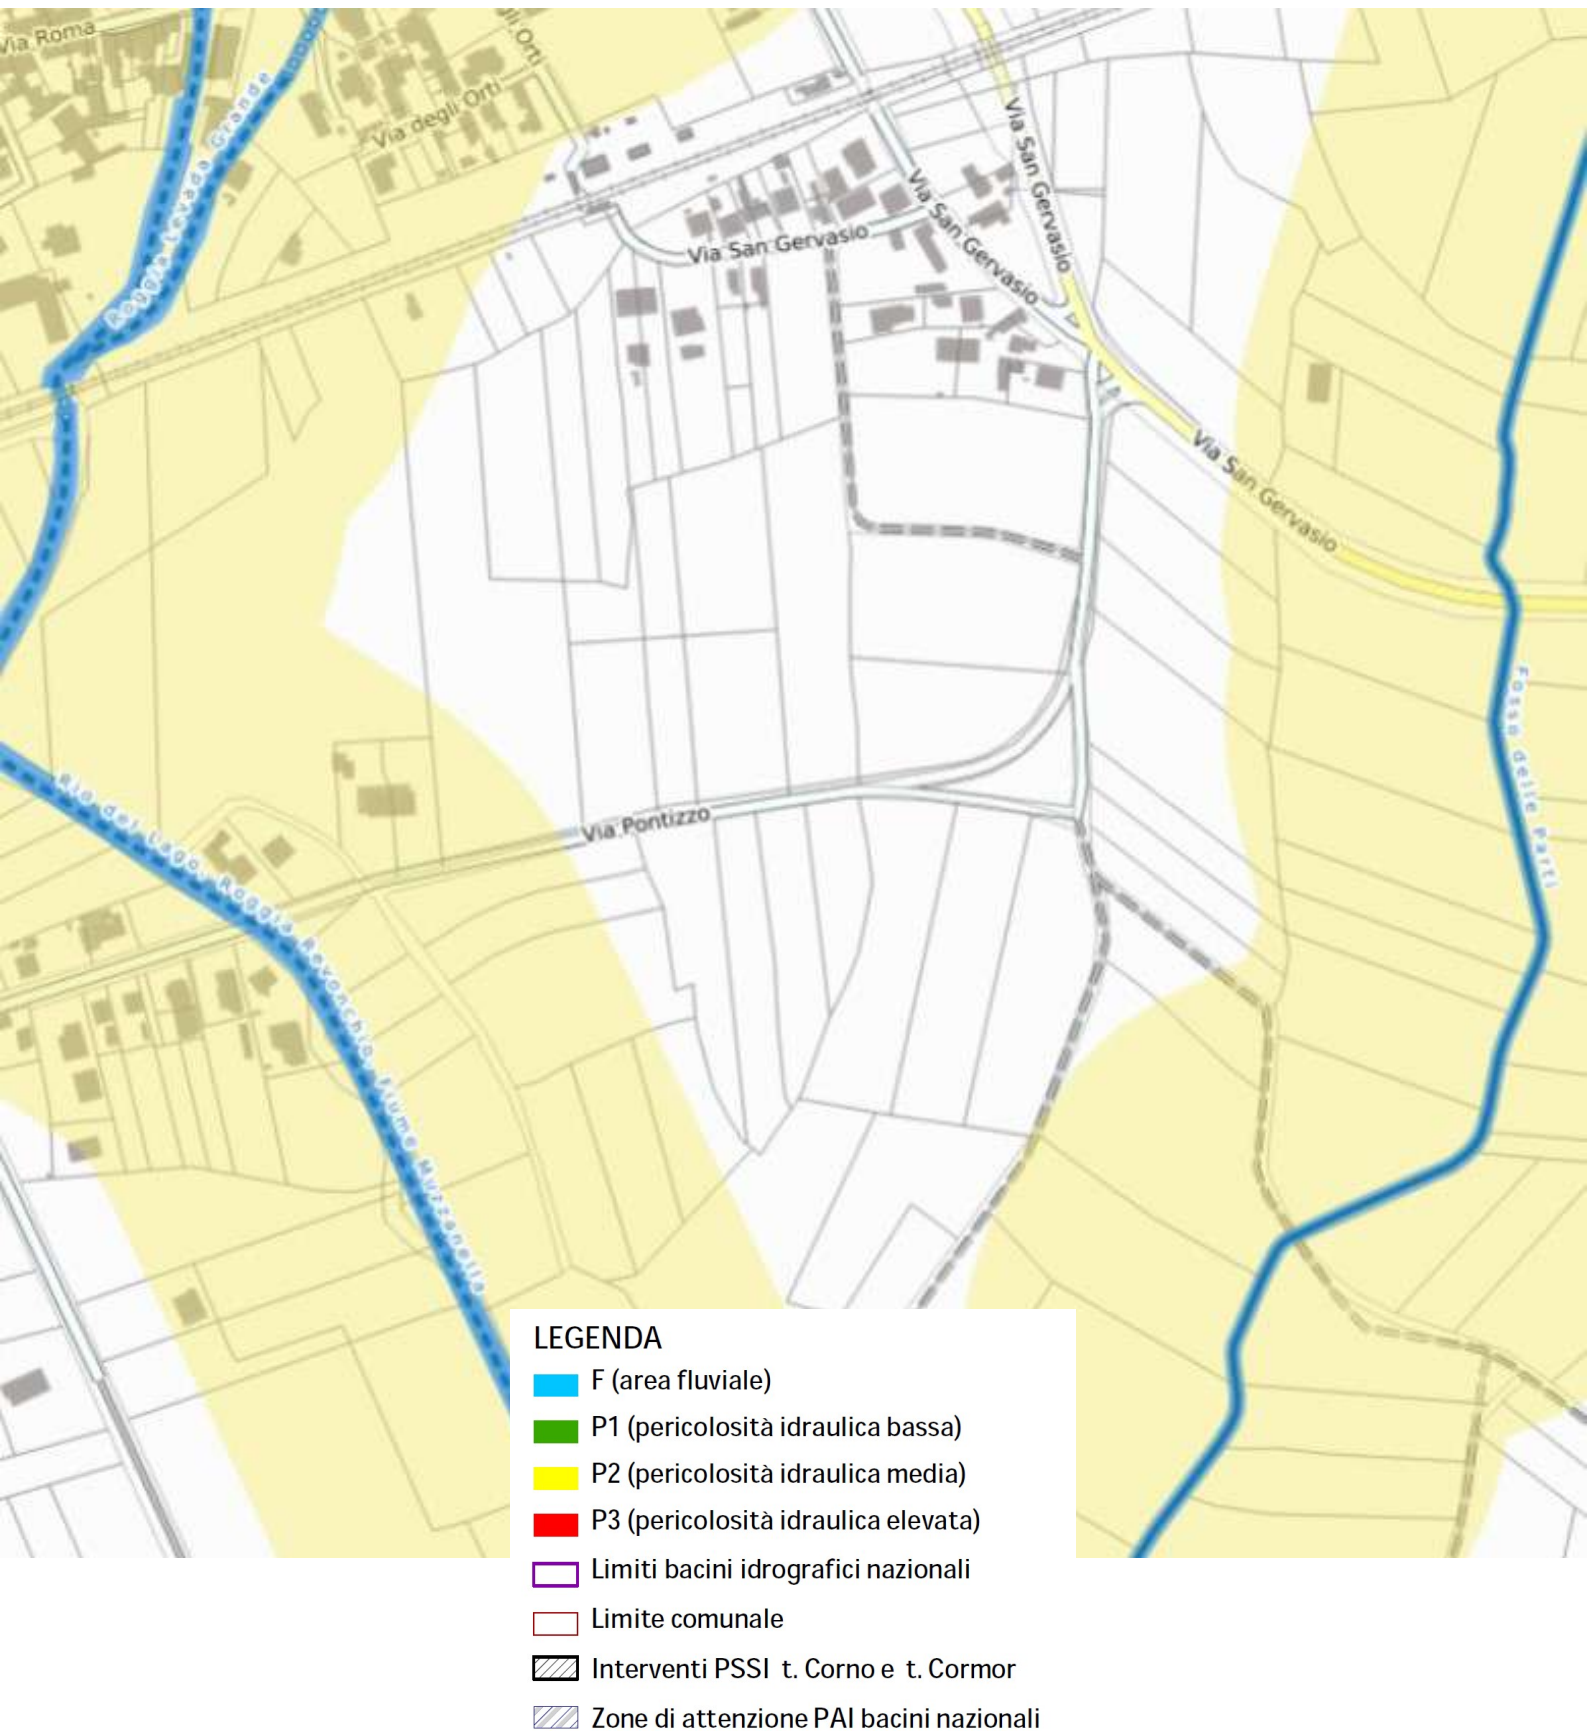 Via Roma
gli Orti
Via degli Orti
Roggia Levada Grande
Via San Gervasio
Via San Gervasio
Via San Gervasio
Via San Gervasio
Fosso delle Parti
Via Pontizzo
Rio del Lago, Roggia Revonchio, Fiume Muzzanella
LEGENDA
F (area fluviale)
P1 (pericolosità idraulica bassa)
P2 (pericolosità idraulica media)
P3 (pericolosità idraulica elevata)
Limiti bacini idrografici nazionali
Limite comunale
Interventi PSSI t. Corno e t. Cormor
Zone di attenzione PAI bacini nazionali